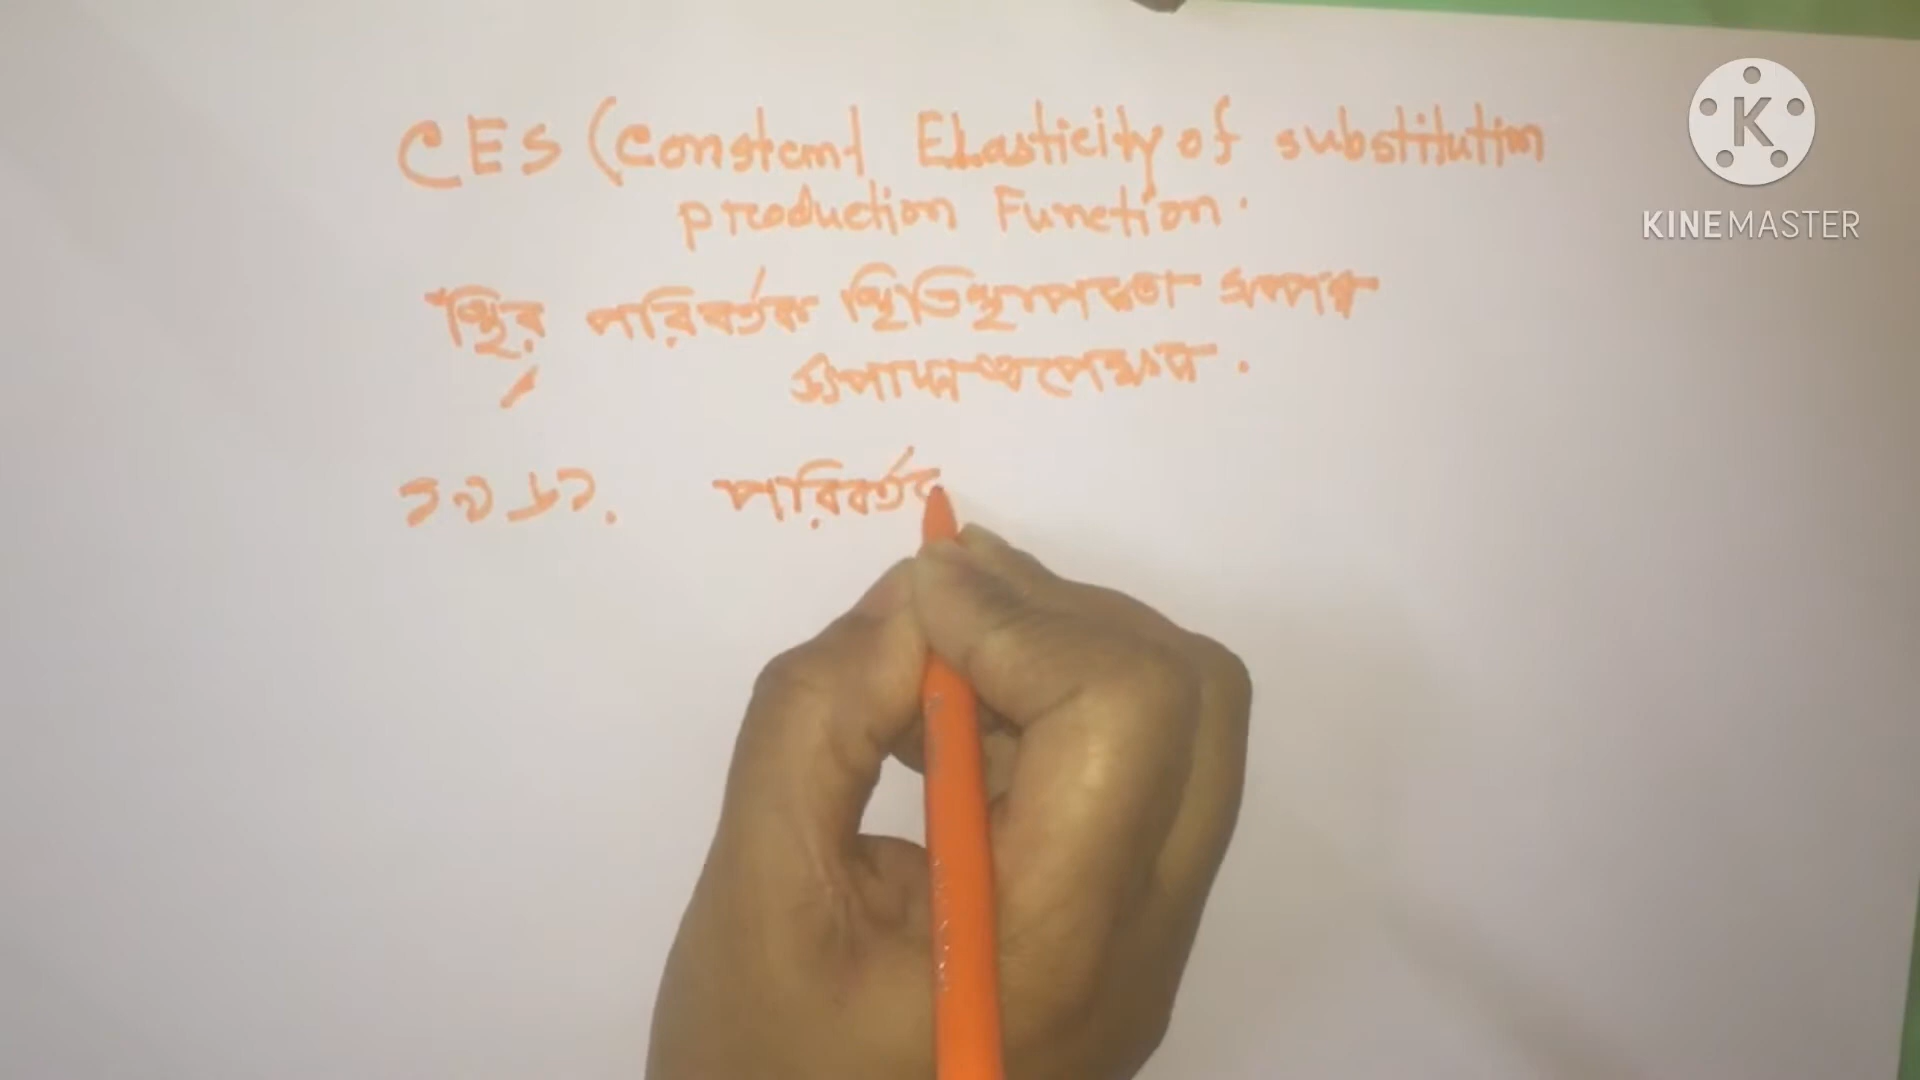 CES (Constant Elasticity of substitution
production Function.
স্থির পরিবর্তক স্থিতিস্থাপকতা সম্পন্ন
উৎপাদন অপেক্ষক .
১৯৬১. পরিবর্তক
K
KINEMASTER